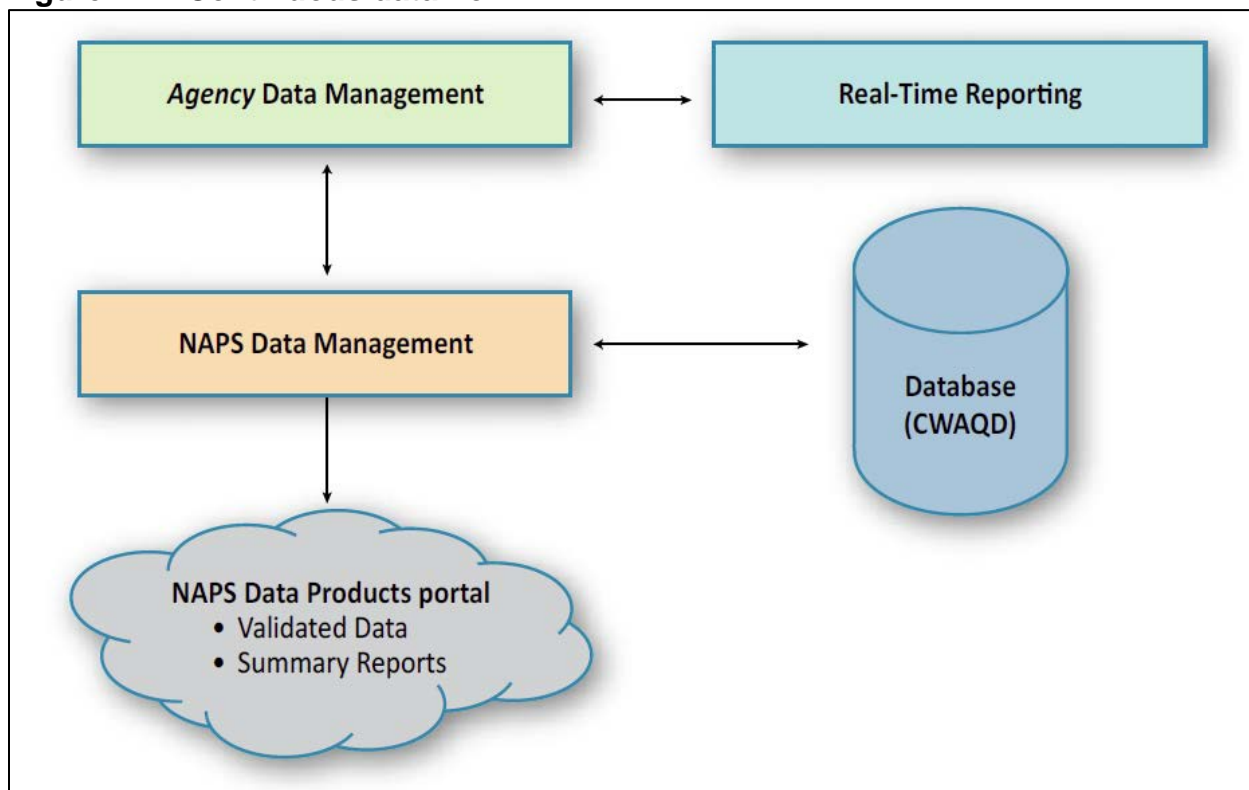 Agency Data Management
Real-Time Reporting
NAPS Data Management
Database
(CWAQD)
NAPS Data Products portal
• Validated Data
• Summary Reports